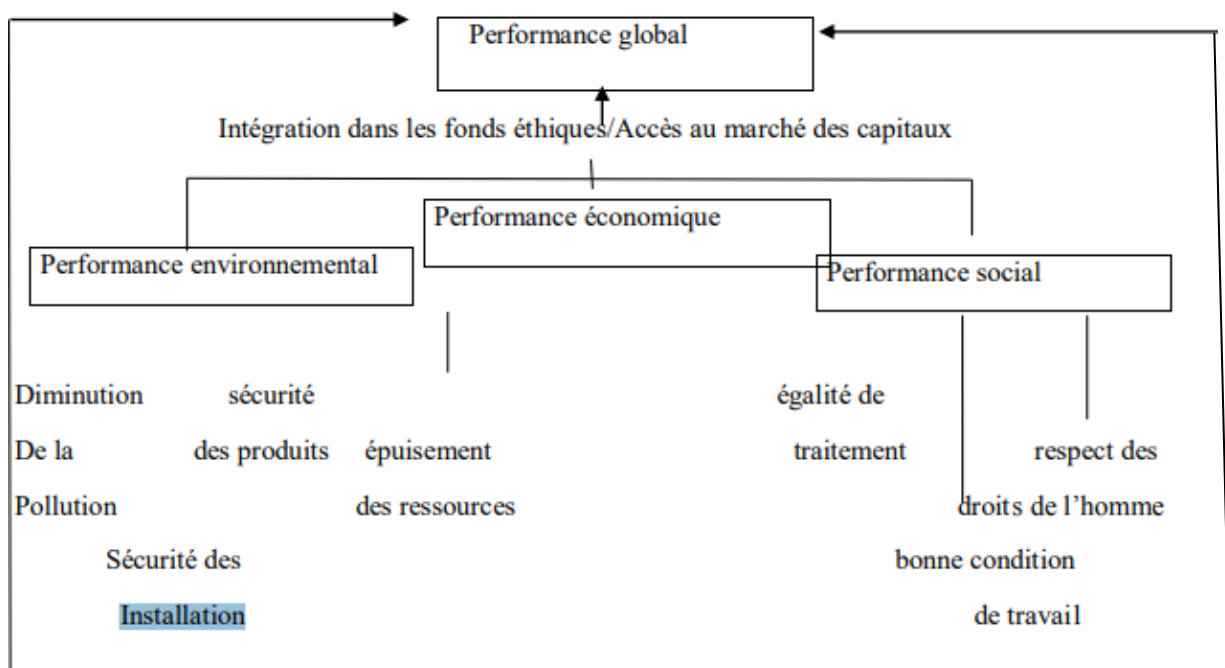 Performance global
Intégration dans les fonds éthiques/Accès au marché des capitaux
Performance économique
Performance environnemental
Performance social
Diminution sécurité égalité de
De la des produits épuisement traitement respect des
Pollution des ressources droits de l’homme
Sécurité des bonne condition
Installation de travail